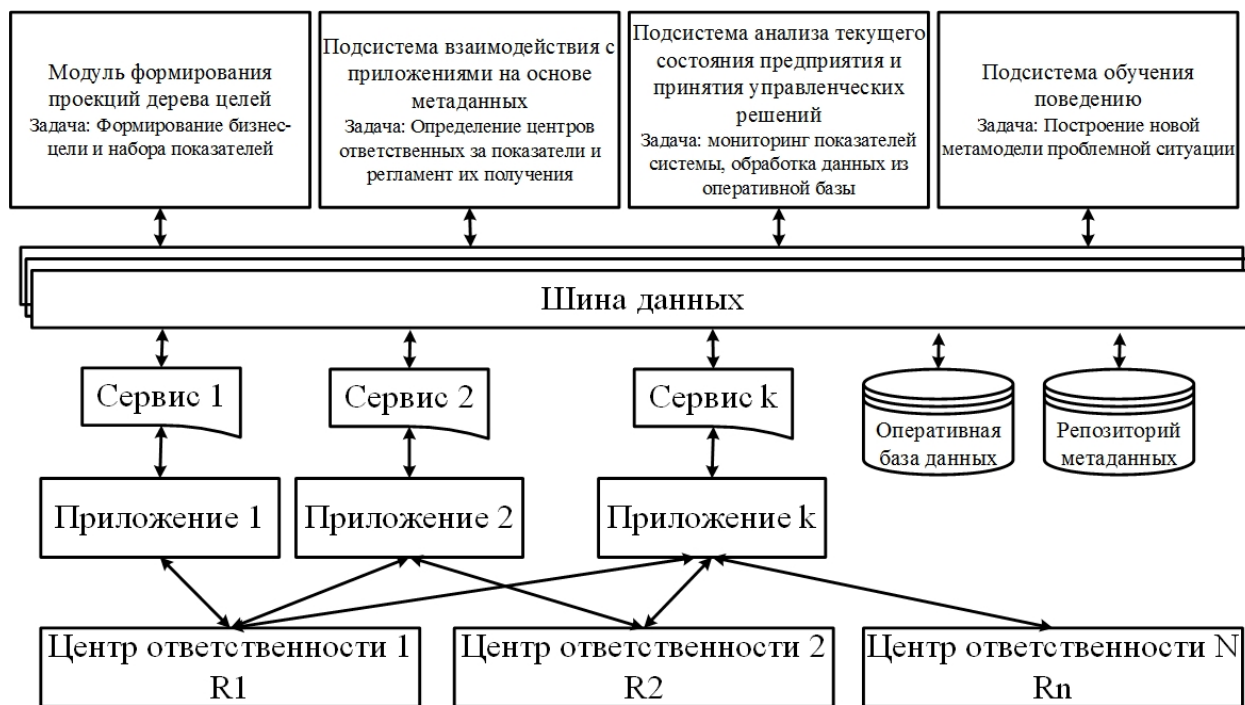 Модуль формирования
проекций дерева целей
Задача: Формирование бизнес-
цели и набора показателей
Подсистема взаимодействия с
приложениями на основе
метаданных
Задача: Определение центров
ответственных за показатели и
регламент их получения
Подсистема анализа текущего
состояния предприятия и
принятия управленческих
решений
Задача: мониторинг показателей
системы, обработка данных из
оперативной базы
Подсистема обучения
поведению
Задача: Построение новой
метамодели проблемной ситуации
Шина данных
Сервис 1
Сервис 2
Сервис k
Оперативная
база данных
Репозиторий
метаданных
Приложение 1
Приложение 2
Приложение k
Центр ответственности 1
R1
Центр ответственности 2
R2
Центр ответственности N
Rn